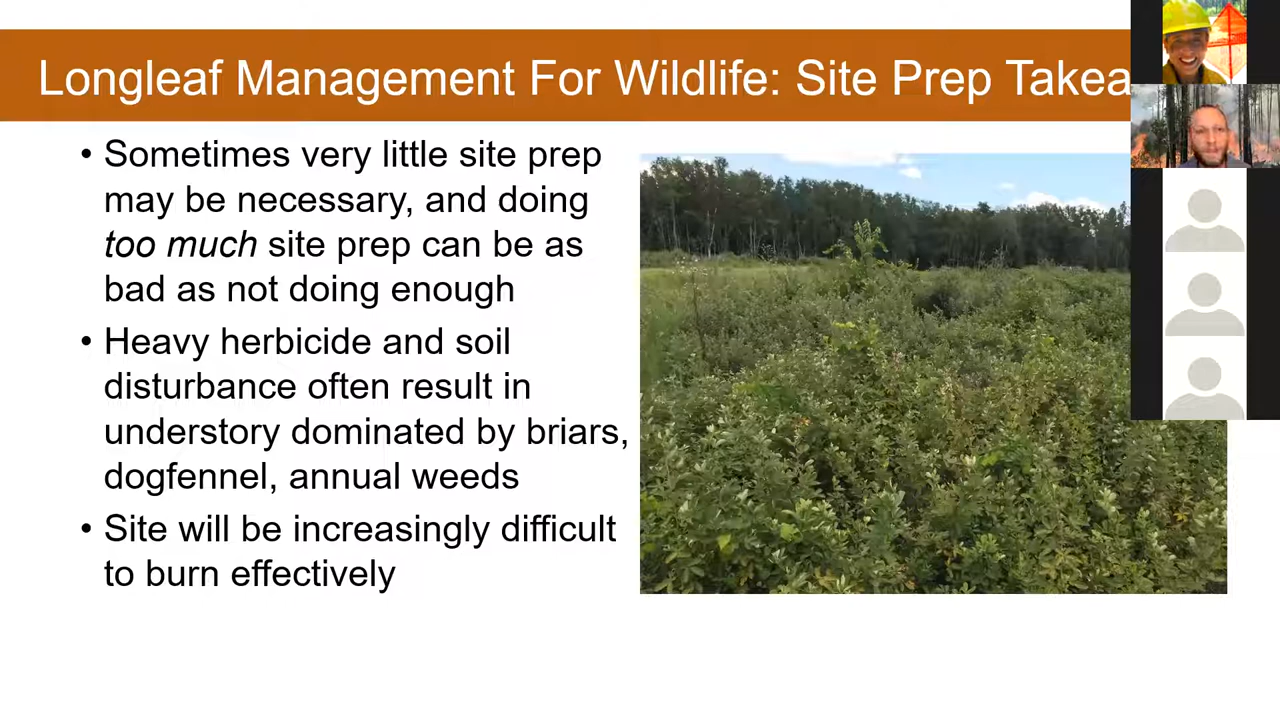 Longleaf Management For Wildlife: Site Prep Takea
• Sometimes very little site prep
may be necessary, and doing
too much site prep can be as
bad as not doing enough
• Heavy herbicide and soil
disturbance often result in
understory dominated by briars,
dogfennel, annual weeds
• Site will be increasingly difficult
to burn effectively